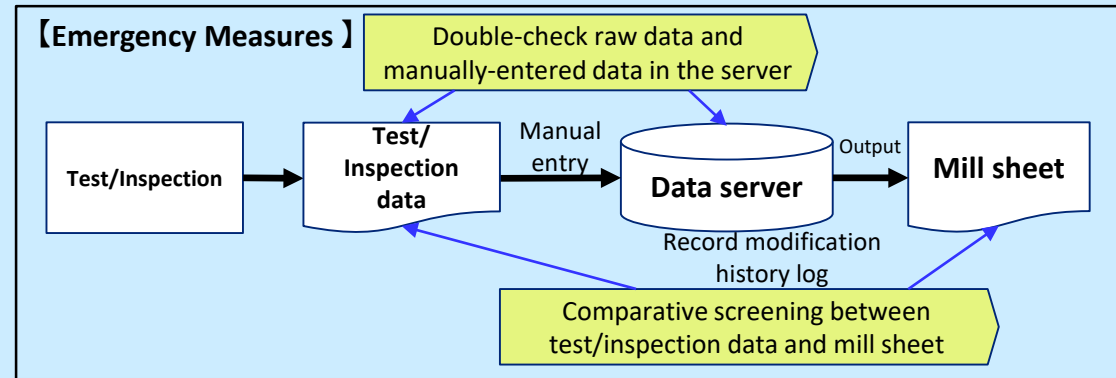 【Emergency Measures 】
Double-check raw data and
manually-entered data in the server
Test/Inspection
Test/
Inspection
data
Manual
entry
Data server
Output
Mill sheet
Record modification
history log
Comparative screening between
test/inspection data and mill sheet